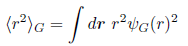 ⟨r²⟩_G = ∫ dr r²ψ_G(r)²